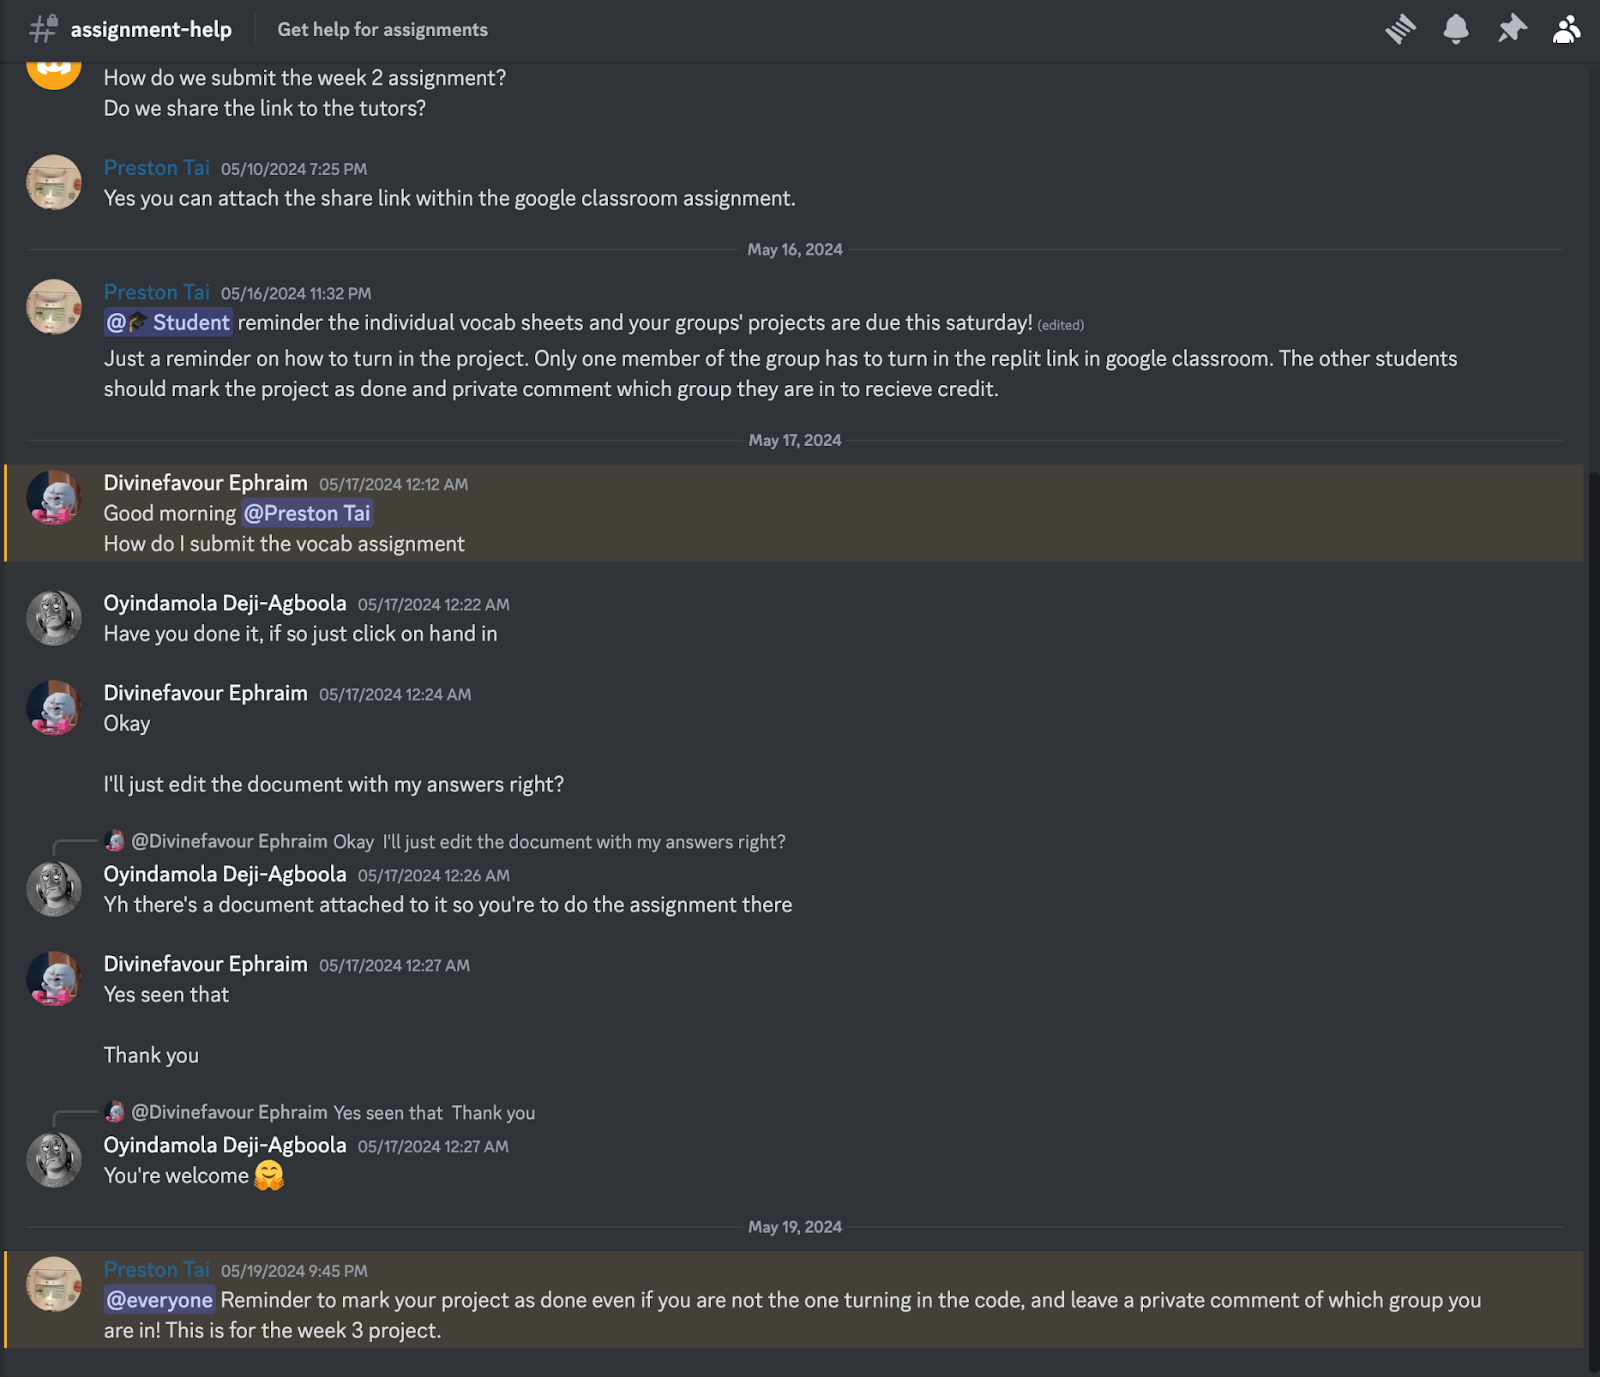 assignment-help Get help for assignments
How do we submit the week 2 assignment?
Do we share the link to the tutors?
Preston Tai 05/10/2024 7:25 PM
Yes you can attach the share link within the google classroom assignment.
May 16, 2024
Preston Tai 05/16/2024 11:32 PM
@🎓 Student reminder the individual vocab sheets and your groups' projects are due this saturday! (edited)
Just a reminder on how to turn in the project. Only one member of the group has to turn in the replit link in google classroom. The other students
should mark the project as done and private comment which group they are in to recieve credit.
May 17, 2024
Divinefavour Ephraim 05/17/2024 12:12 AM
Good morning @Preston Tai
How do I submit the vocab assignment
Oyindamola Deji-Agboola 05/17/2024 12:22 AM
Have you done it, if so just click on hand in
Divinefavour Ephraim 05/17/2024 12:24 AM
Okay
I'll just edit the document with my answers right?
@Divinefavour Ephraim Okay I'll just edit the document with my answers right?
Oyindamola Deji-Agboola 05/17/2024 12:26 AM
Yh there's a document attached to it so you're to do the assignment there
Divinefavour Ephraim 05/17/2024 12:27 AM
Yes seen that
Thank you
@Divinefavour Ephraim Yes seen that Thank you
Oyindamola Deji-Agboola 05/17/2024 12:27 AM
You're welcome 🤗
May 19, 2024
Preston Tai 05/19/2024 9:45 PM
@everyone Reminder to mark your project as done even if you are not the one turning in the code, and leave a private comment of which group you
are in! This is for the week 3 project.